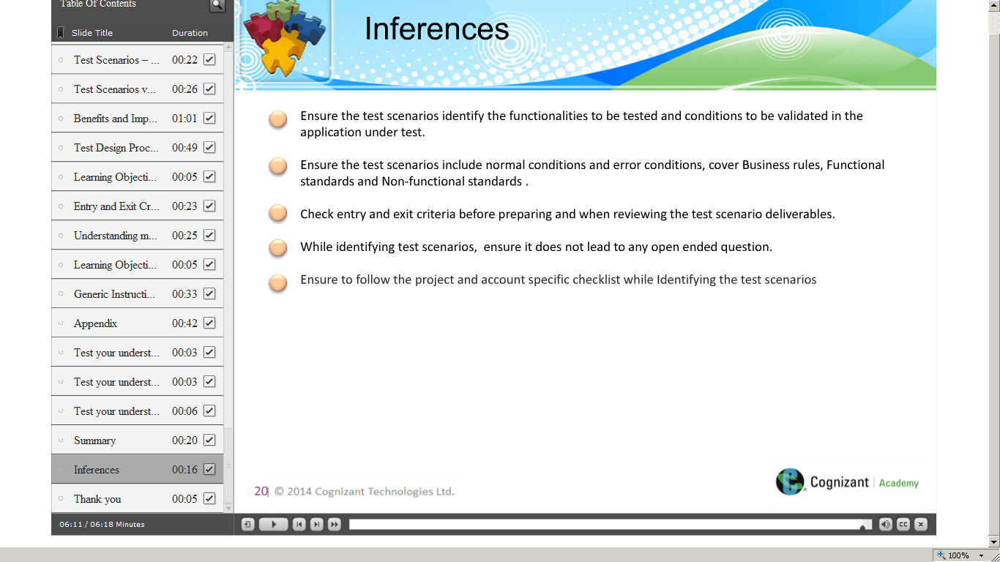 Table Of Contents
Slide Title Duration
Test Scenarios – ... 00:22
Test Scenarios v... 00:26
Benefits and Imp... 01:01
Test Design Proc... 00:49
Learning Objecti... 00:05
Entry and Exit Cr... 00:23
Understanding m... 00:25
Learning Objecti... 00:05
Generic Instructi... 00:33
Appendix 00:42
Test your underst... 00:03
Test your underst... 00:03
Test your underst... 00:06
Summary 00:20
Inferences 00:16
Thank you 00:05
06:11 / 06:18 Minutes
Inferences
Ensure the test scenarios identify the functionalities to be tested and conditions to be validated in the
application under test.
Ensure the test scenarios include normal conditions and error conditions, cover Business rules, Functional
standards and Non-functional standards .
Check entry and exit criteria before preparing and when reviewing the test scenario deliverables.
While identifying test scenarios, ensure it does not lead to any open ended question.
Ensure to follow the project and account specific checklist while Identifying the test scenarios
20| © 2014 Cognizant Technologies Ltd.
Cognizant | Academy
CC
100%